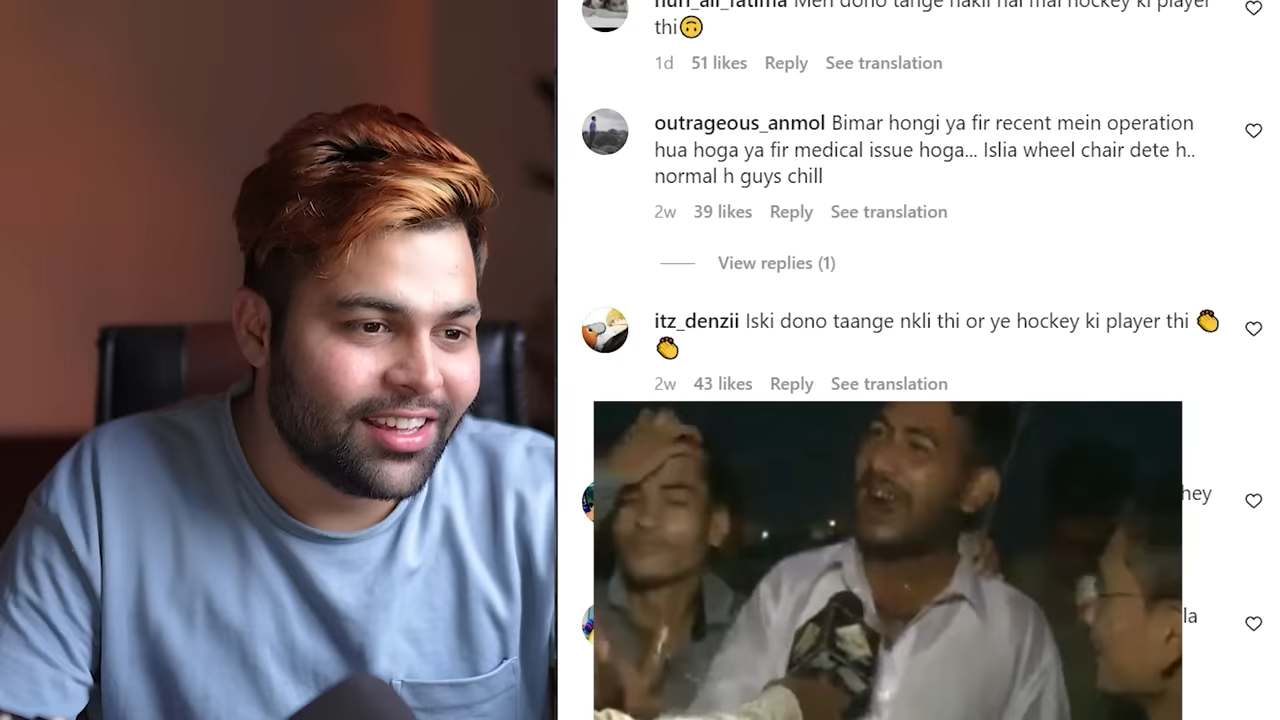 nuri_ali_fatima Meri dono tange nakli hai mai hockey ki player
thi🙃
1d 51 likes Reply See translation
outrageous_anmol Bimar hongi ya fir recent mein operation
hua hoga ya fir medical issue hoga... Islia wheel chair dete h..
normal h guys chill
2w 39 likes Reply See translation
View replies (1)
itz_denzii Iski dono taange nkli thi or ye hockey ki player thi 👏
👏
2w 43 likes Reply See translation
hey
la